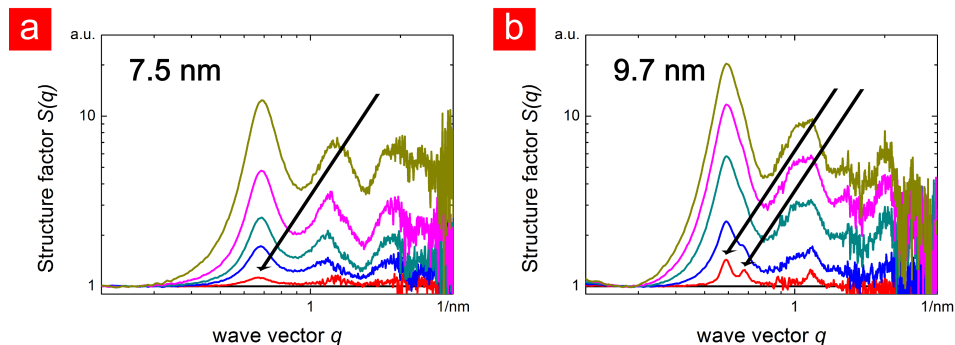 a
a.u.
7.5 nm
10
1
Structure factor S(q)
1
1/nm
wave vector q
b
a.u.
9.7 nm
10
1
Structure factor S(q)
1
1/nm
wave vector q